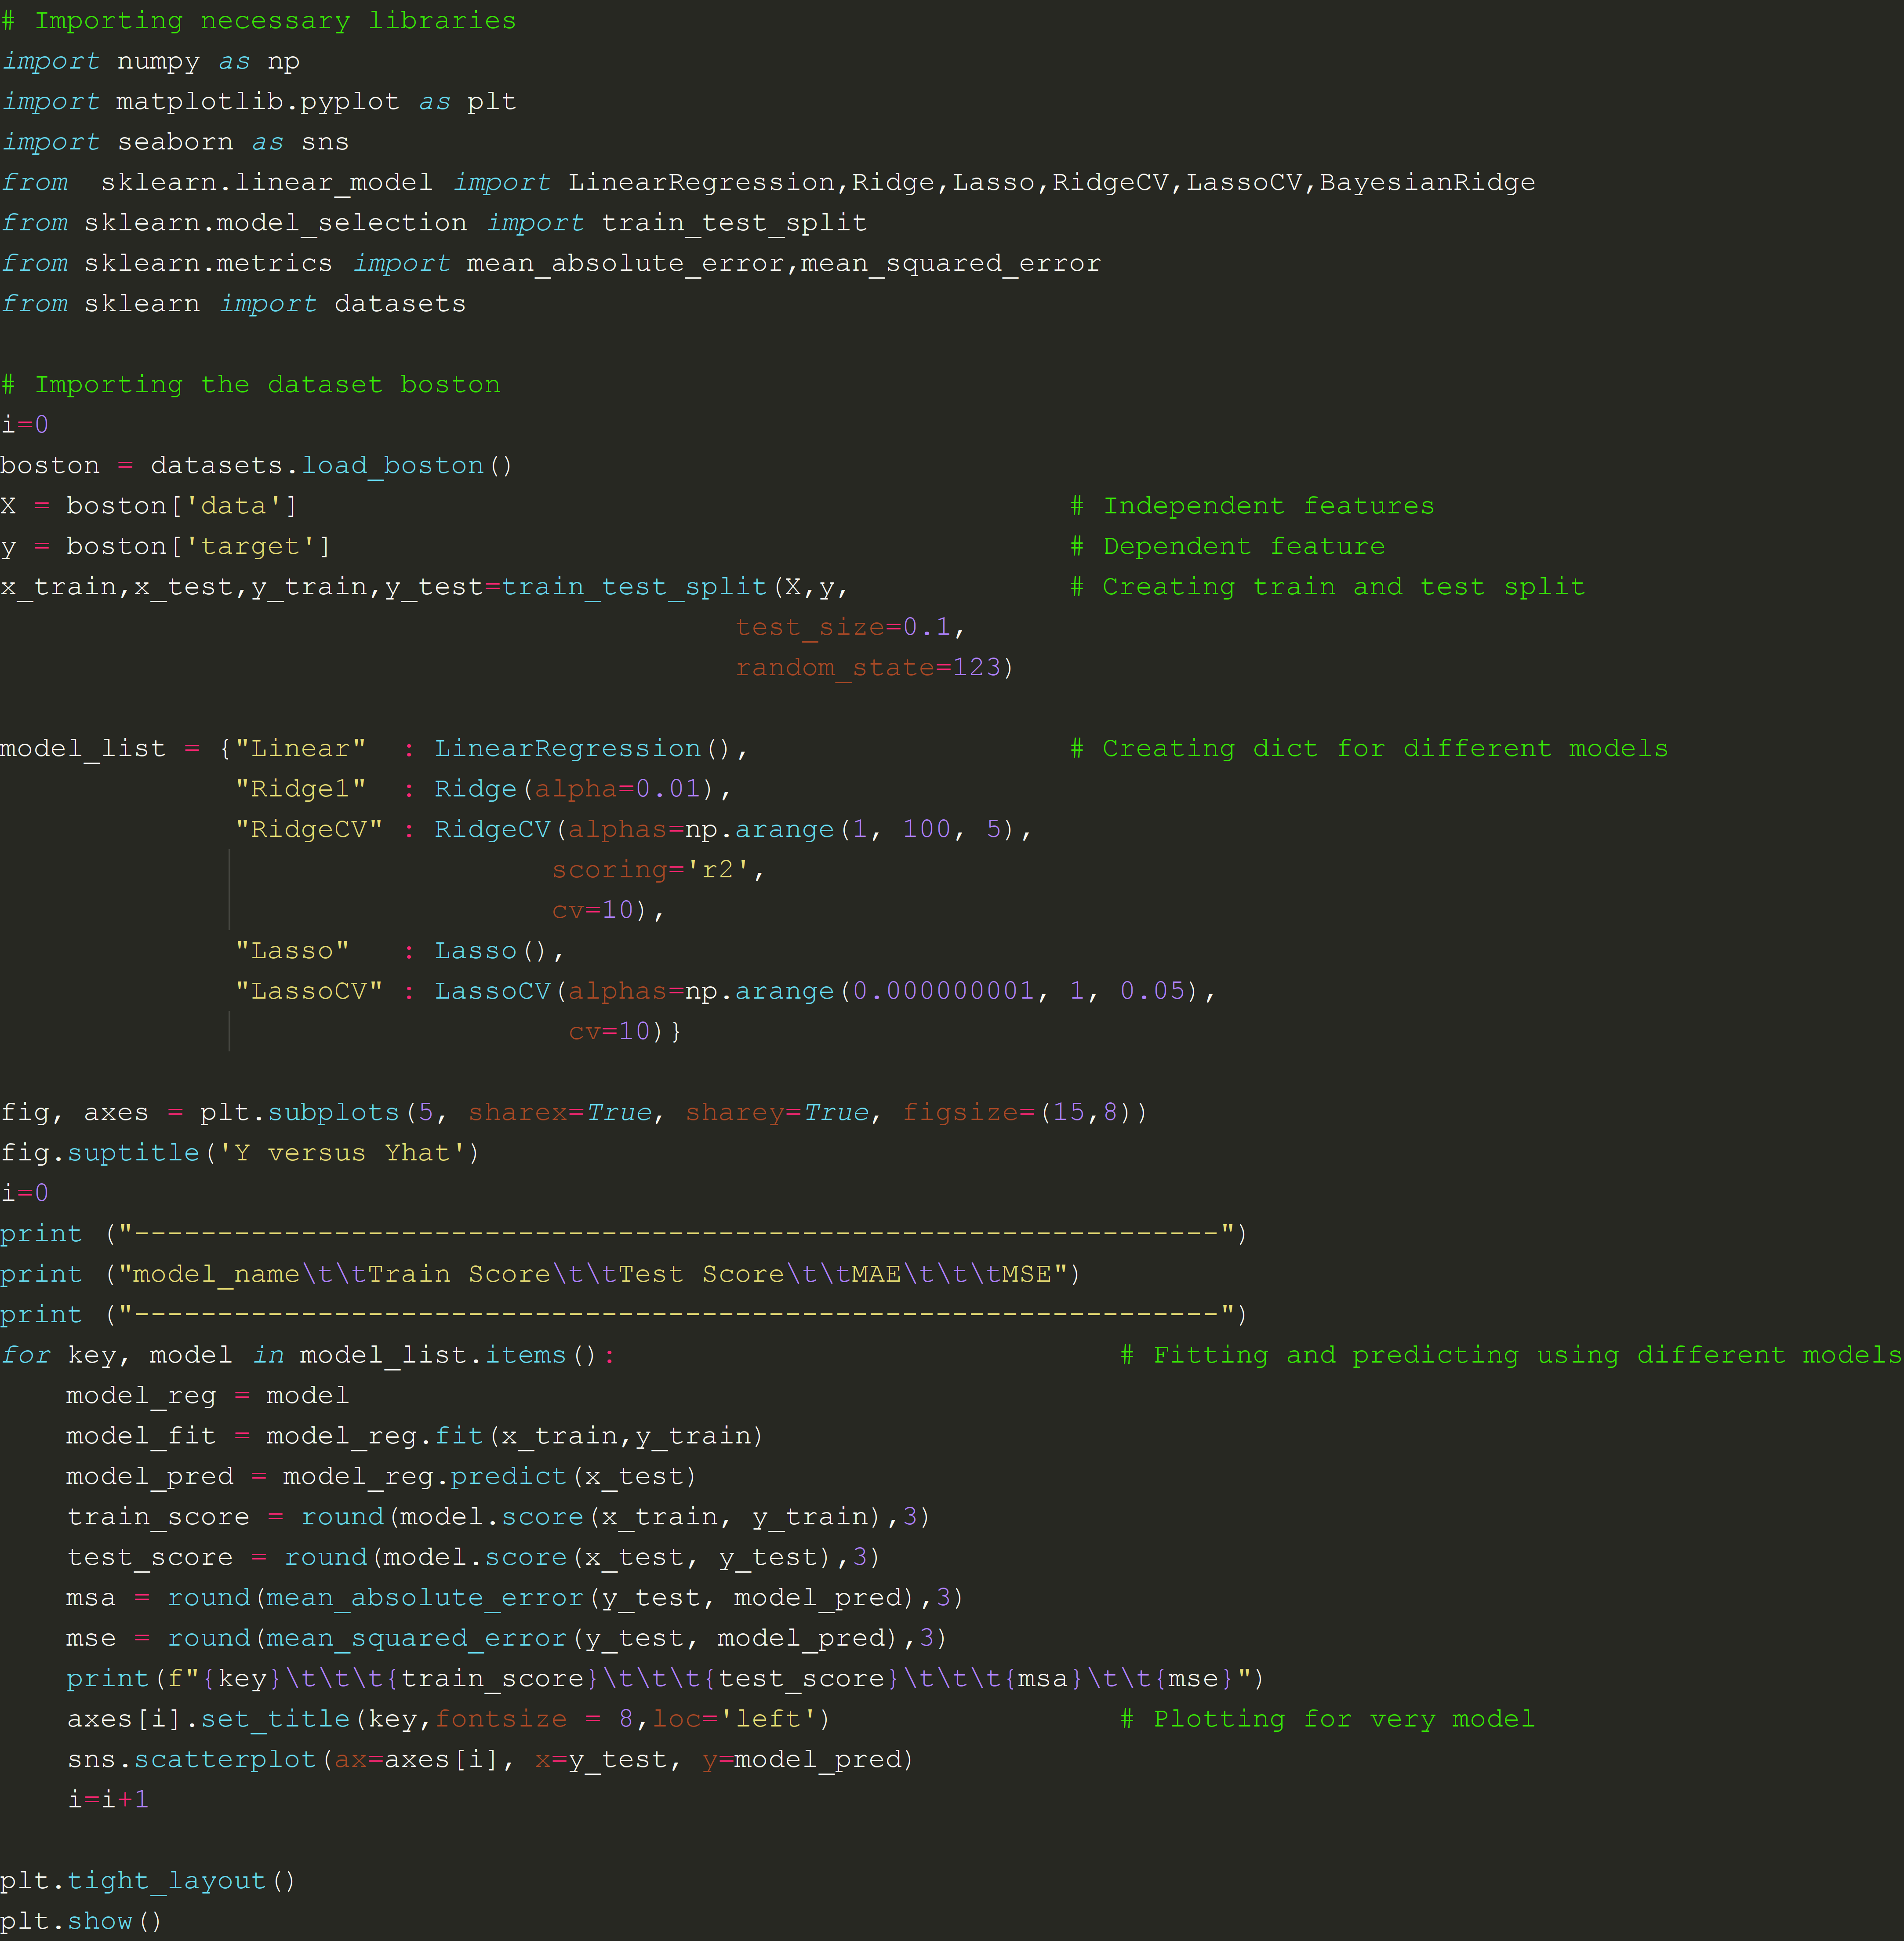 # Importing necessary libraries
import numpy as np
import matplotlib.pyplot as plt
import seaborn as sns
from  sklearn.linear_model import LinearRegression,Ridge,Lasso,RidgeCV,LassoCV,BayesianRidge
from sklearn.model_selection import train_test_split
from sklearn.metrics import mean_absolute_error,mean_squared_error
from sklearn import datasets

# Importing the dataset boston
i=0
boston = datasets.load_boston()
X = boston['data']                                              # Independent features
y = boston['target']                                            # Dependent feature
x_train,x_test,y_train,y_test=train_test_split(X,y,             # Creating train and test split
                                            test_size=0.1,
                                            random_state=123)

model_list = {"Linear"  : LinearRegression(),                   # Creating dict for different models
              "Ridge1"  : Ridge(alpha=0.01),
              "RidgeCV" : RidgeCV(alphas=np.arange(1, 100, 5),
                                 scoring='r2',
                                 cv=10),
              "Lasso"   : Lasso(),
              "LassoCV" : LassoCV(alphas=np.arange(0.000000001, 1, 0.05),
                                  cv=10)}

fig, axes = plt.subplots(5, sharex=True, sharey=True, figsize=(15,8))
fig.suptitle('Y versus Yhat')
i=0
print ("-----------------------------------------------------------------")
print ("model_name\t\tTrain Score\t\tTest Score\t\tMAE\t\t\tMSE")
print ("-----------------------------------------------------------------")
for key, model in model_list.items():                              # Fitting and predicting using different models
    model_reg = model
    model_fit = model_reg.fit(x_train,y_train)
    model_pred = model_reg.predict(x_test)
    train_score = round(model.score(x_train, y_train),3)
    test_score = round(model.score(x_test, y_test),3)
    msa = round(mean_absolute_error(y_test, model_pred),3)
    mse = round(mean_squared_error(y_test, model_pred),3)
    print(f"{key}\t\t\t{train_score}\t\t\t{test_score}\t\t\t{msa}\t\t{mse}")
    axes[i].set_title(key,fontsize = 8,loc='left')                 # Plotting for very model
    sns.scatterplot(ax=axes[i], x=y_test, y=model_pred)
    i=i+1

plt.tight_layout()
plt.show()